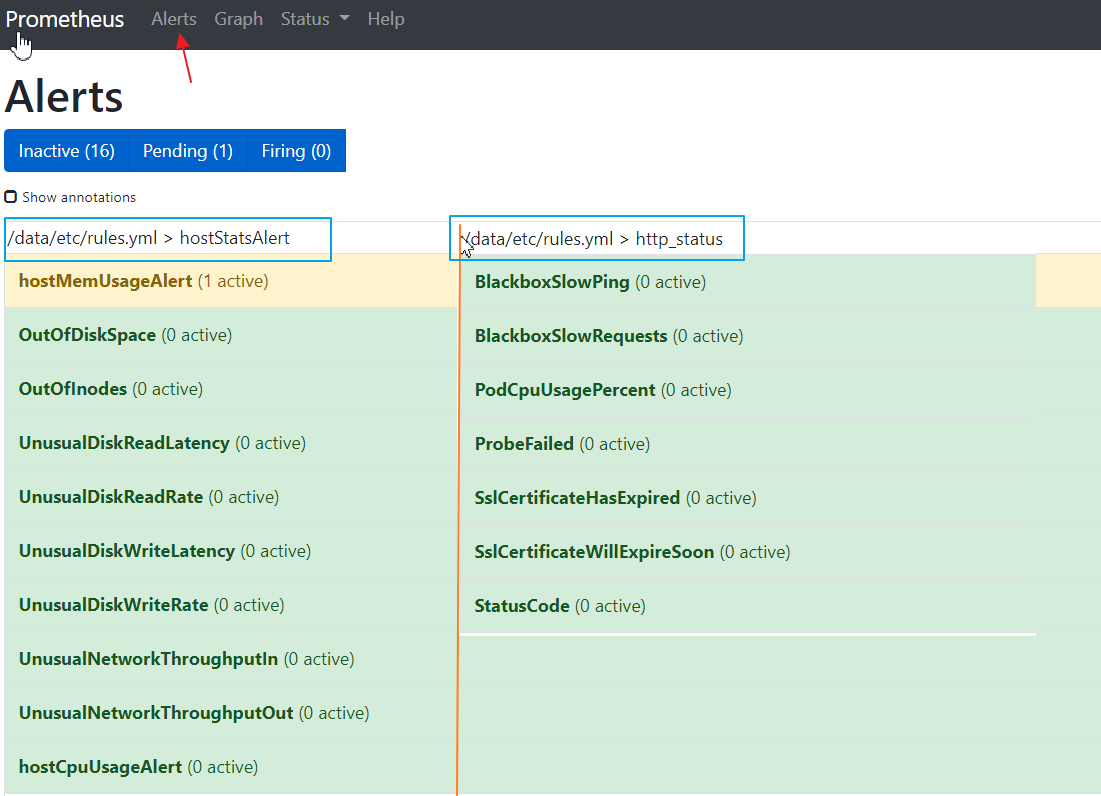 Prometheus Alerts Graph Status Help
Alerts
Inactive (16) Pending (1) Firing (0)
Show annotations
/data/etc/rules.yml > hostStatsAlert
hostMemUsageAlert (1 active)
OutOfDiskSpace (0 active)
OutOfInodes (0 active)
UnusualDiskReadLatency (0 active)
UnusualDiskReadRate (0 active)
UnusualDiskWriteLatency (0 active)
UnusualDiskWriteRate (0 active)
UnusualNetworkThroughputIn (0 active)
UnusualNetworkThroughputOut (0 active)
hostCpuUsageAlert (0 active)
/data/etc/rules.yml > http_status
BlackboxSlowPing (0 active)
BlackboxSlowRequests (0 active)
PodCpuUsagePercent (0 active)
ProbeFailed (0 active)
SslCertificateHasExpired (0 active)
SslCertificateWillExpireSoon (0 active)
StatusCode (0 active)